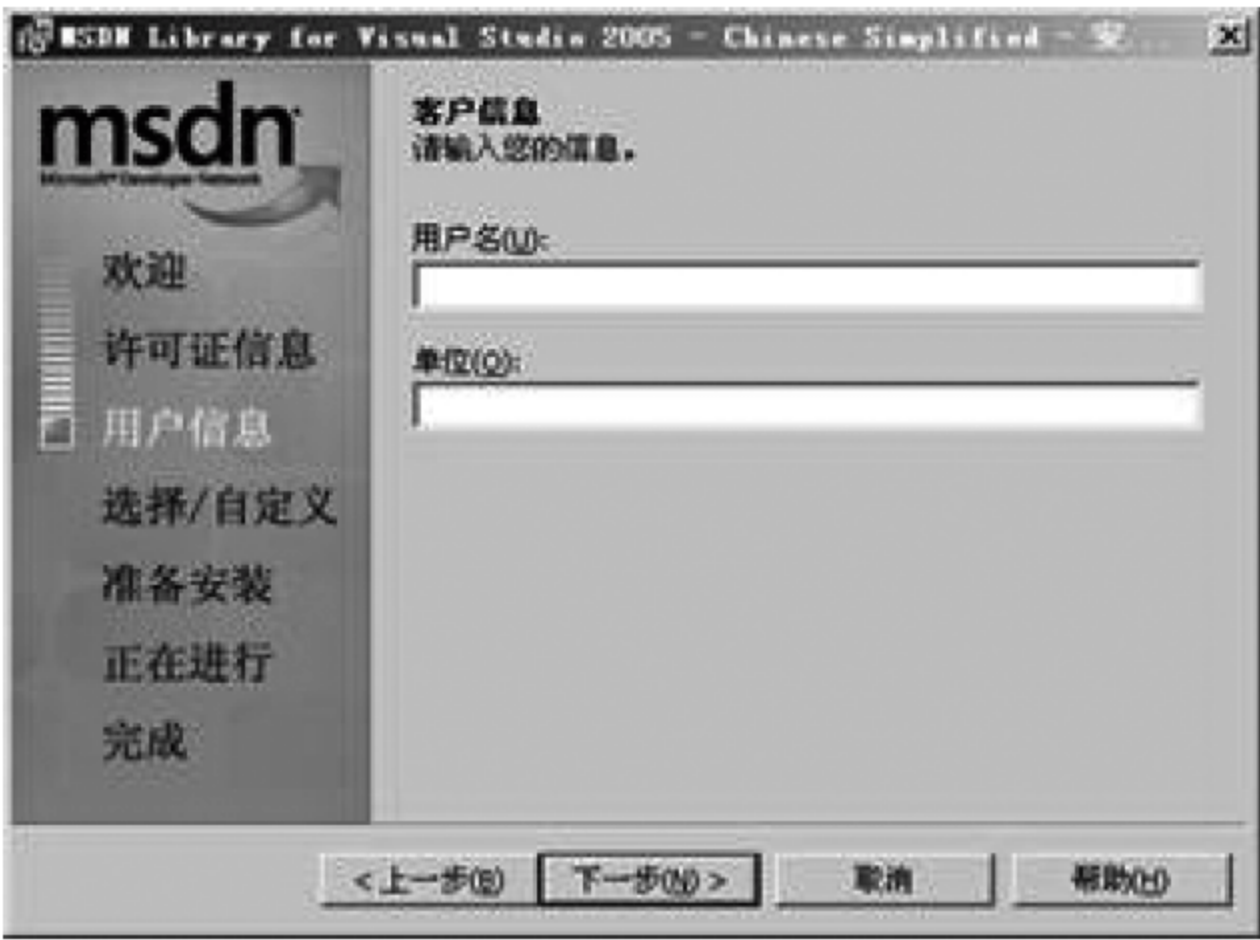 MSDN Library for Visual Studio 2005 - Chinese Simplified - 安...
msdn
Microsoft Developer Network
欢迎
许可证信息
用户信息
选择/自定义
准备安装
正在进行
完成
客户信息
请输入您的信息。
用户名(U):
单位(O):
<上一步(B)
下一步(N)>
取消
帮助(H)